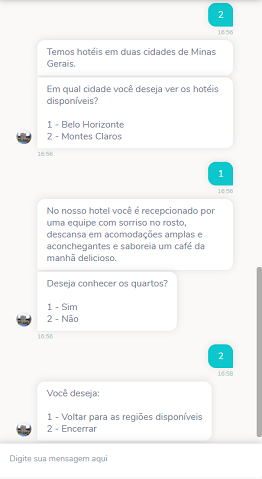 2
16:56
Temos hotéis em duas cidades de Minas
Gerais.
Em qual cidade você deseja ver os hotéis
disponíveis?
1 - Belo Horizonte
2 - Montes Claros
16:56
1
16:56
No nosso hotel você é recepcionado por
uma equipe com sorriso no rosto,
descansa em acomodações amplas e
aconchegantes e saboreia um café da
manhã delicioso.
Deseja conhecer os quartos?
1 - Sim
2 - Não
16:56
2
16:58
Você deseja:
1 - Voltar para as regiões disponíveis
2 - Encerrar
Digite sua mensagem aqui